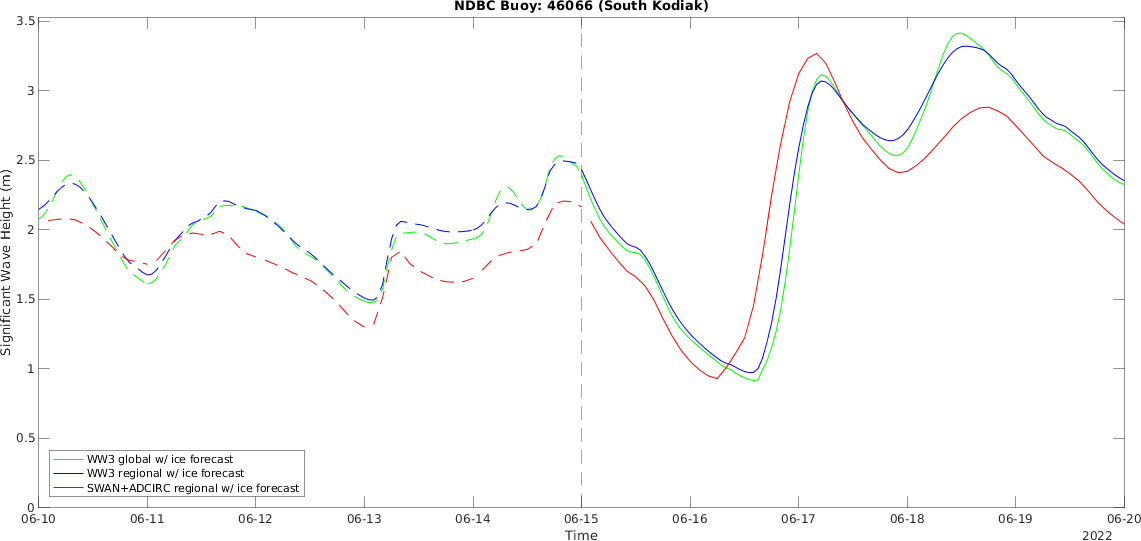 NDBC Buoy: 46066 (South Kodiak)
3.5
3
2.5
2
1.5
1
0.5
0
Significant Wave Height (m)
WW3 global w/ ice forecast
WW3 regional w/ ice forecast
SWAN+ADCIRC regional w/ ice forecast
06-10 06-11 06-12 06-13 06-14 06-15 06-16 06-17 06-18 06-19 06-20
Time
2022